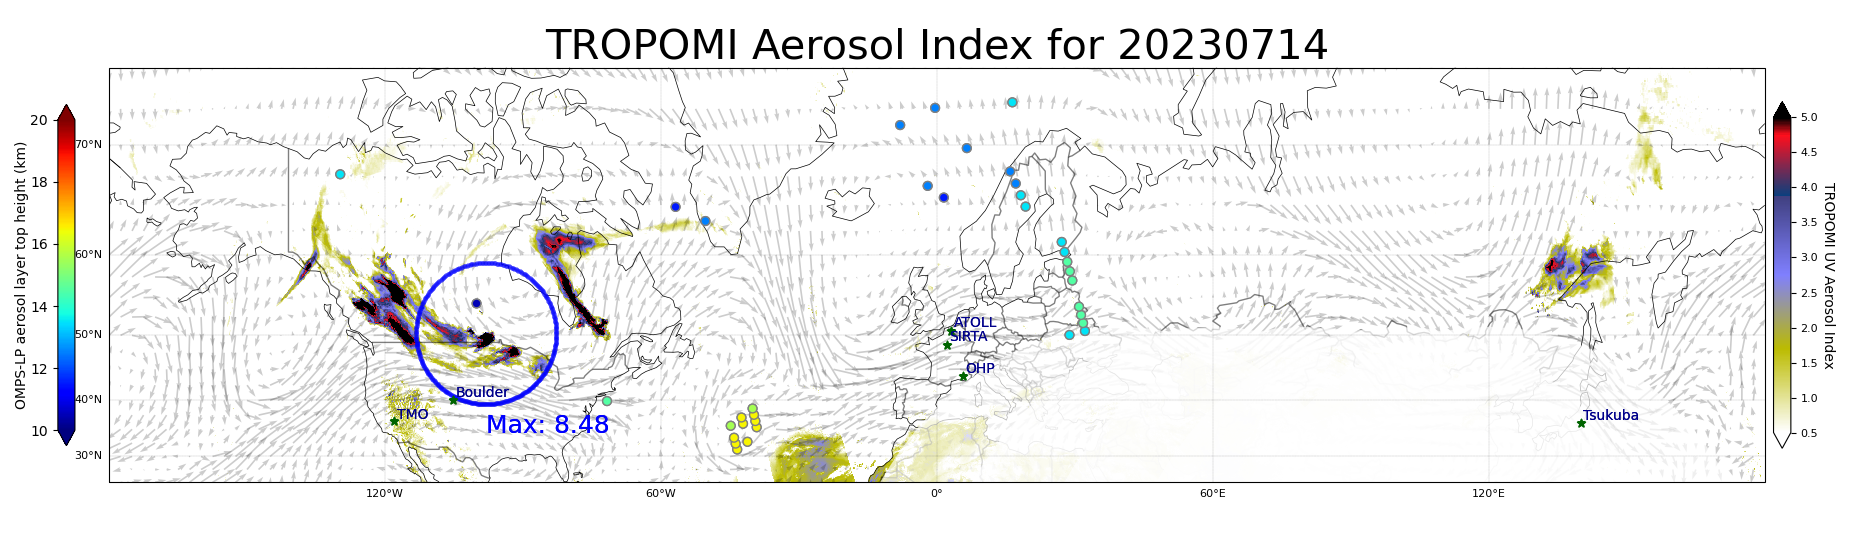 TROPOMI Aerosol Index for 20230714
OMPS-LP aerosol layer top height (km)
20
18
16
14
12
10
70°N
60°N
50°N
40°N
30°N
120°W
60°W
0°
60°E
120°E
ATOLL
SIRTA
OHP
Boulder
TMO
Tsukuba
Max: 8.48
5.0
4.5
4.0
3.5
3.0
2.5
2.0
1.5
1.0
0.5
TROPOMI UV Aerosol Index